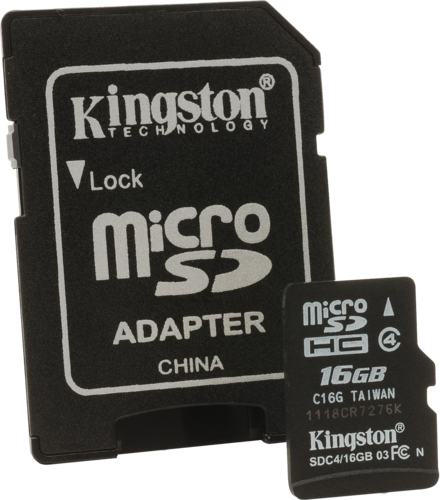 Kingston®
TECHNOLOGY
Lock
micro
SD
ADAPTER
CHINA
micro
SD
HC 4
16GB
C16G TAIWAN
1118CR7276K
Kingston
SDC4/16GB 03 FC N